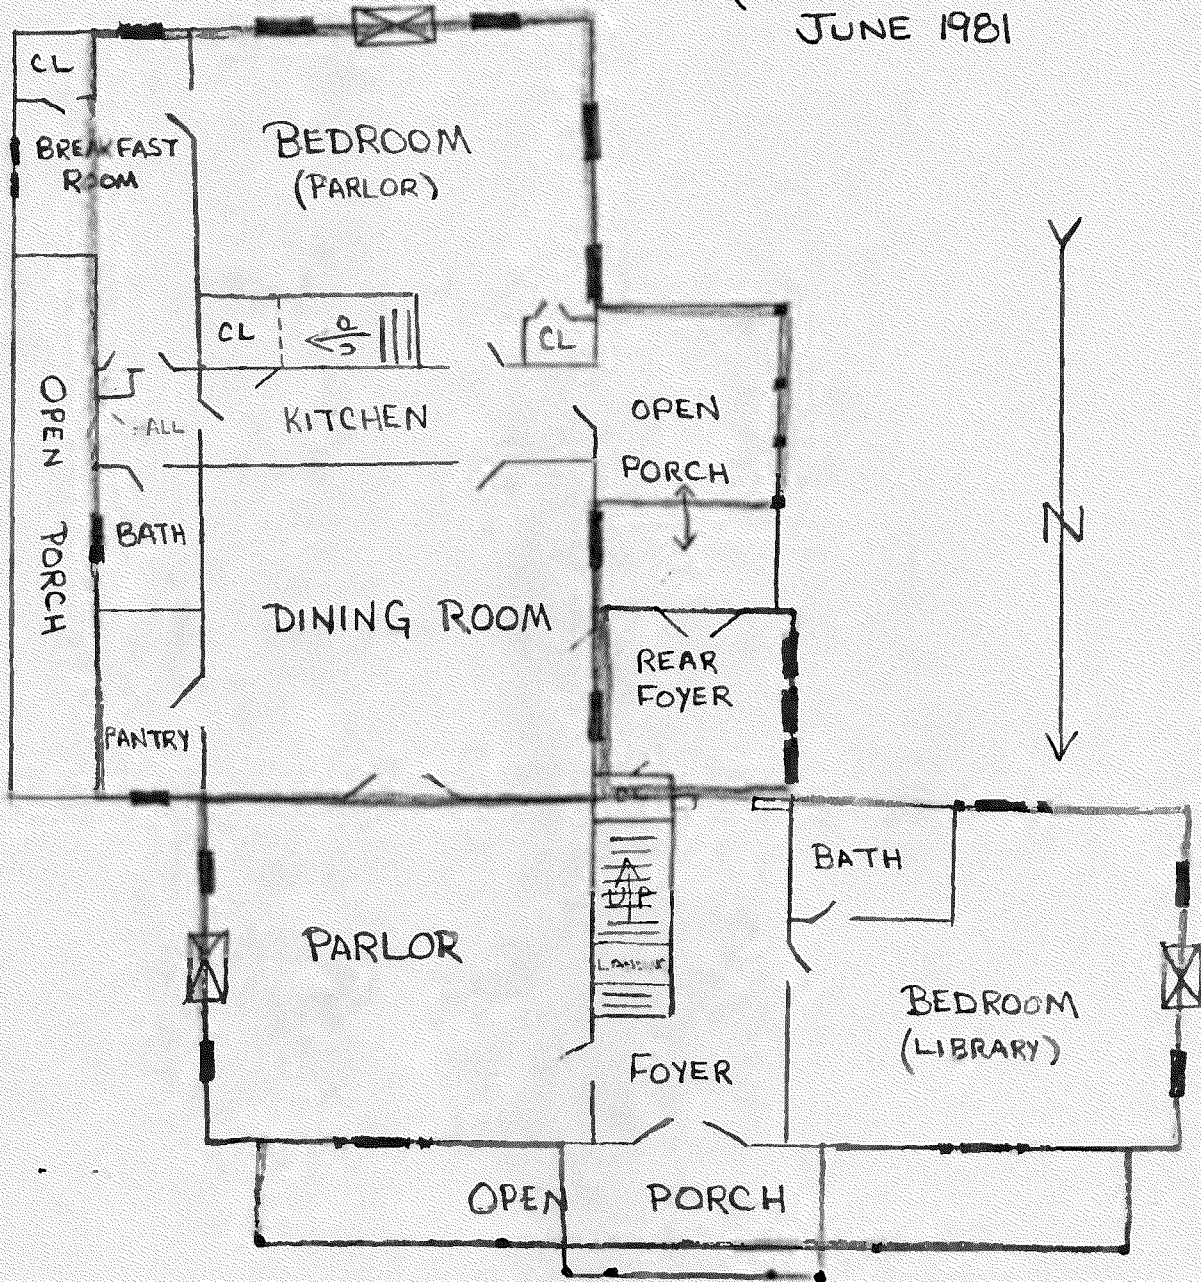 JUNE 1981
CL
BREAKFAST
ROOM
BEDROOM
(PARLOR)
CL
UP
CL
OPEN PORCH
KITCHEN
OPEN
PORCH
BATH
DINING ROOM
REAR
FOYER
PANTRY
N
UP
BATH
PARLOR
BEDROOM
(LIBRARY)
FOYER
OPEN PORCH